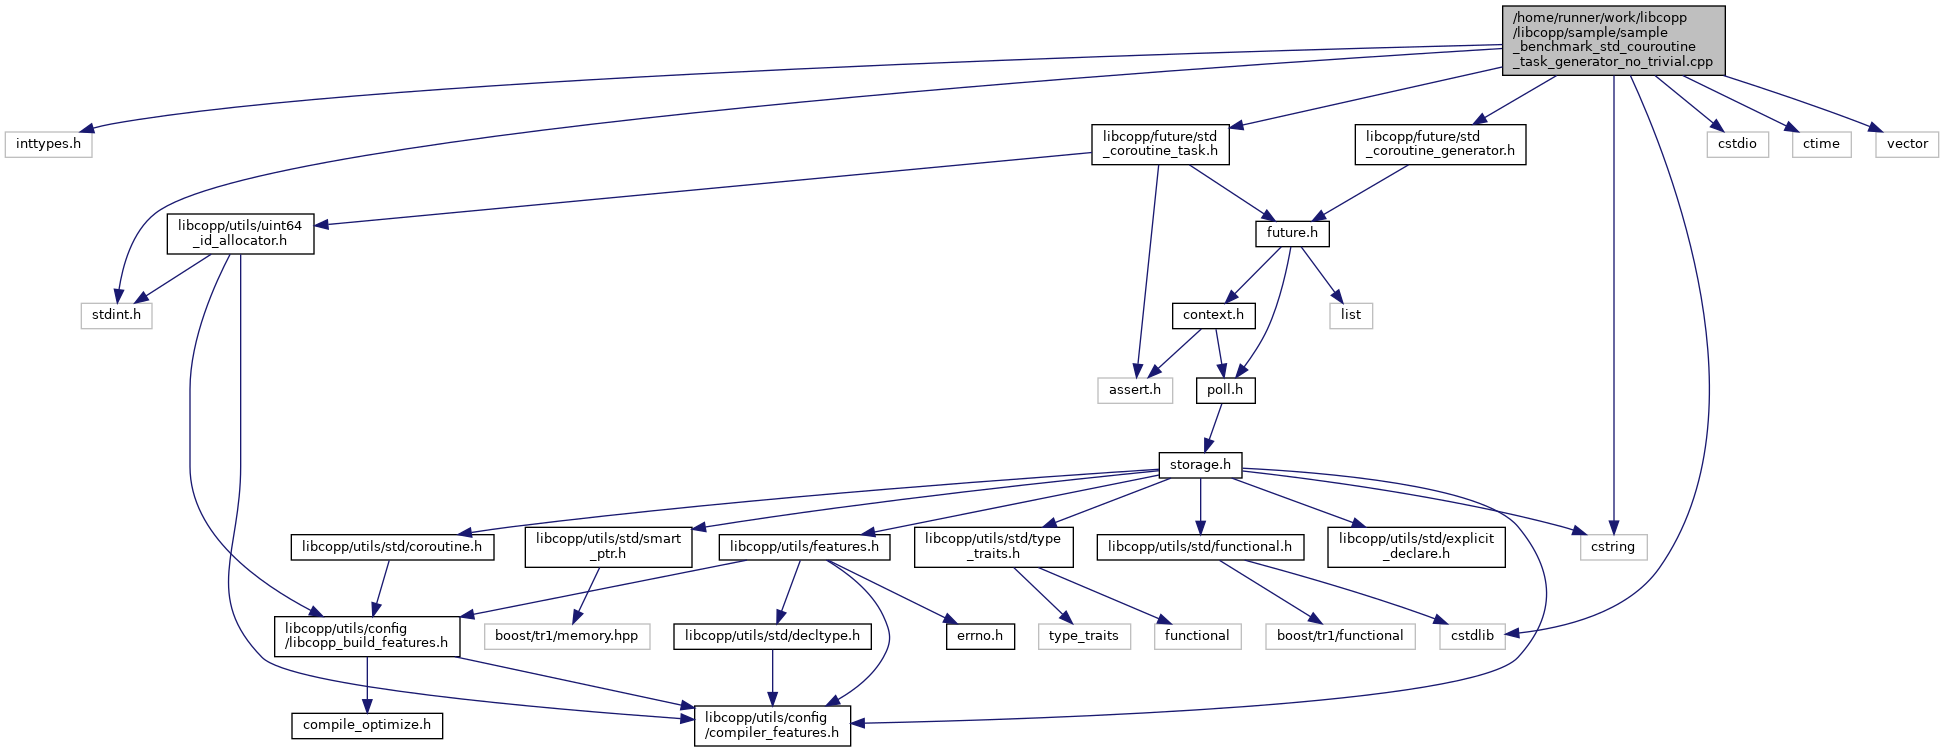 /home/runner/work/libcopp
/libcopp/sample/sample
_benchmark_std_couroutine
_task_generator_no_trivial.cpp
inttypes.h
libcopp/future/std
_coroutine_task.h
libcopp/future/std
_coroutine_generator.h
cstdio
ctime
vector
libcopp/utils/uint64
_id_allocator.h
future.h
stdint.h
context.h
list
assert.h
poll.h
storage.h
libcopp/utils/std/coroutine.h
libcopp/utils/std/smart
_ptr.h
libcopp/utils/features.h
libcopp/utils/std/type
_traits.h
libcopp/utils/std/functional.h
libcopp/utils/std/explicit
_declare.h
cstring
libcopp/utils/config
/libcopp_build_features.h
boost/tr1/memory.hpp
libcopp/utils/std/decltype.h
errno.h
type_traits
functional
boost/tr1/functional
cstdlib
compile_optimize.h
libcopp/utils/config
/compiler_features.h